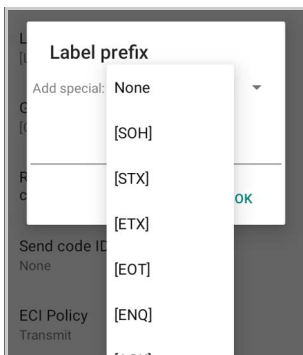 Label prefix
Add special: None
[SOH]
[STX]
OK
[ETX]
Send code ID
None
[EOT]
ECI Policy
[ENQ]
Transmit